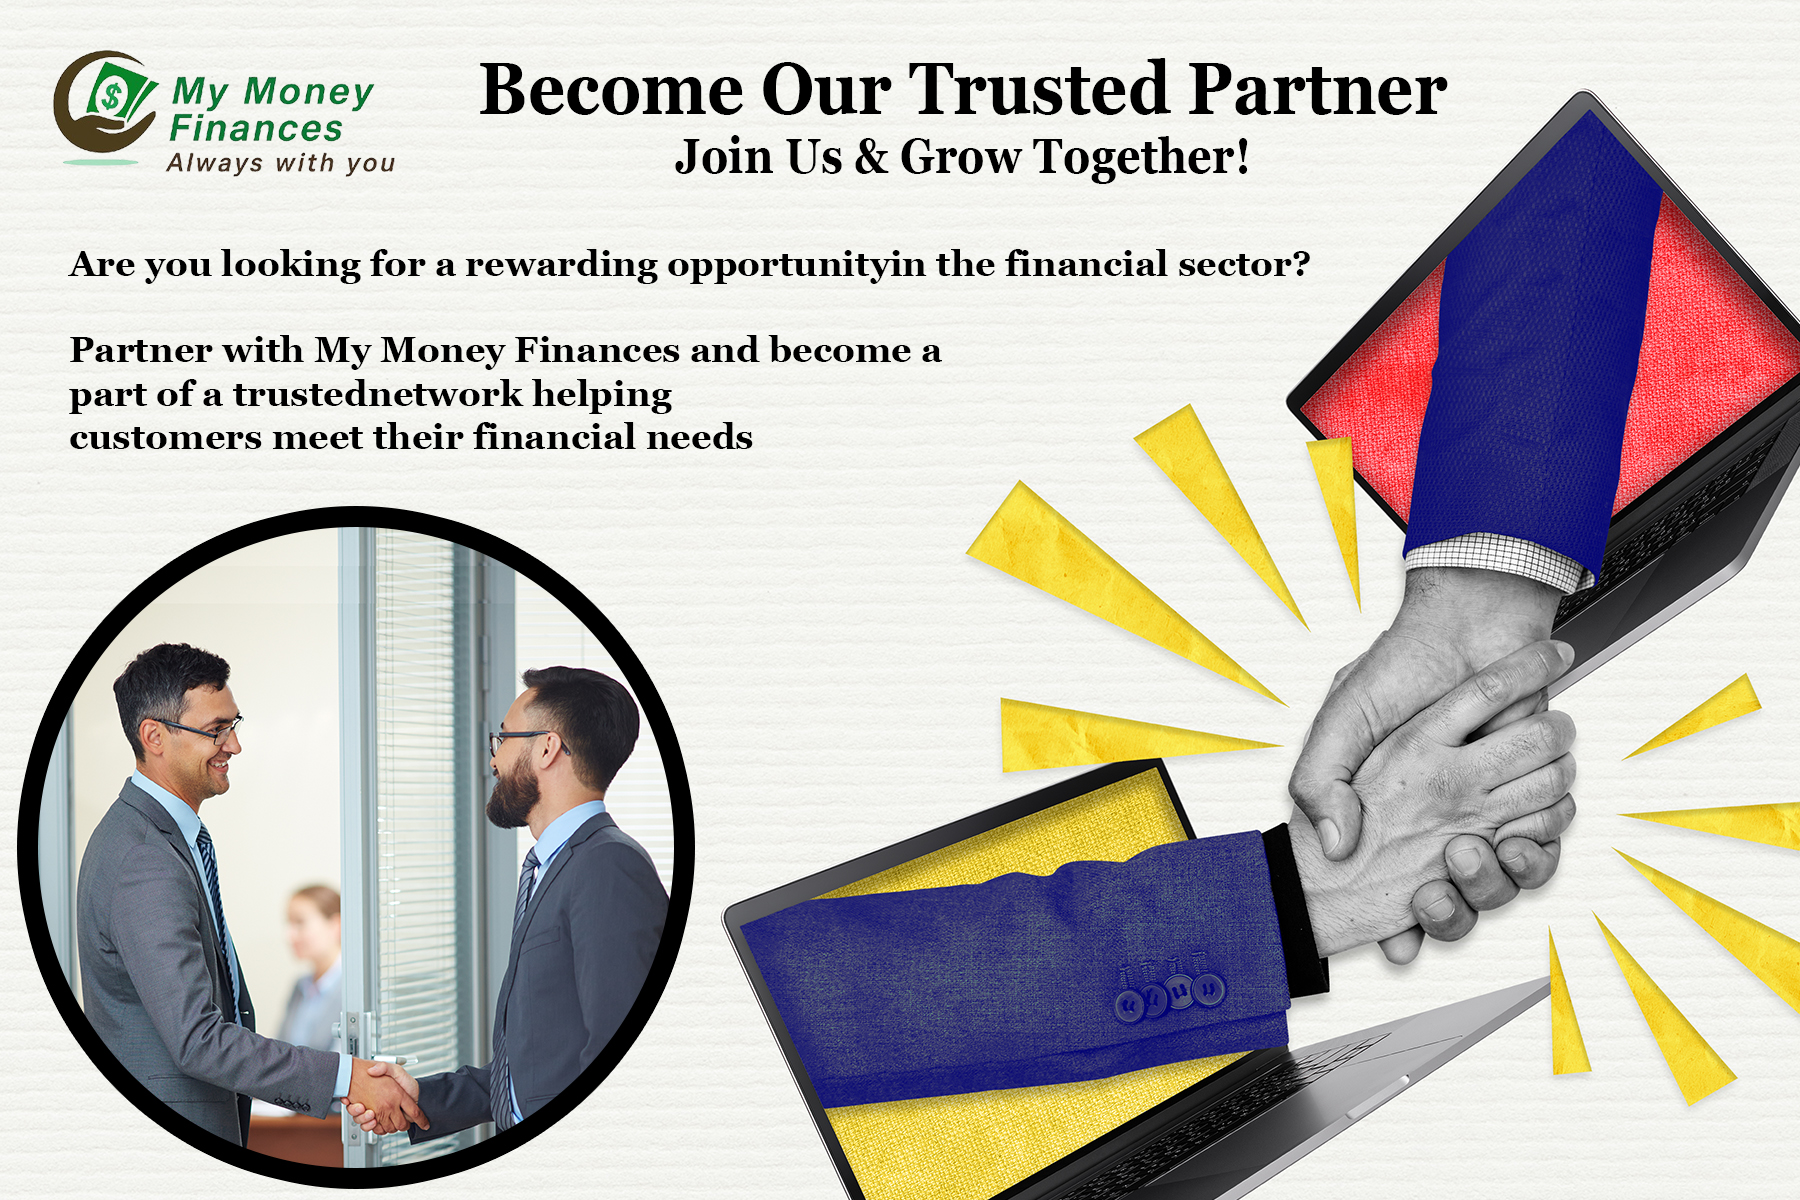 My Money
Finances
Always with you
Become Our Trusted Partner
Join Us & Grow Together!
Are you looking for a rewarding opportunityin the financial sector?
Partner with My Money Finances and become a
part of a trustednetwork helping
customers meet their financial needs